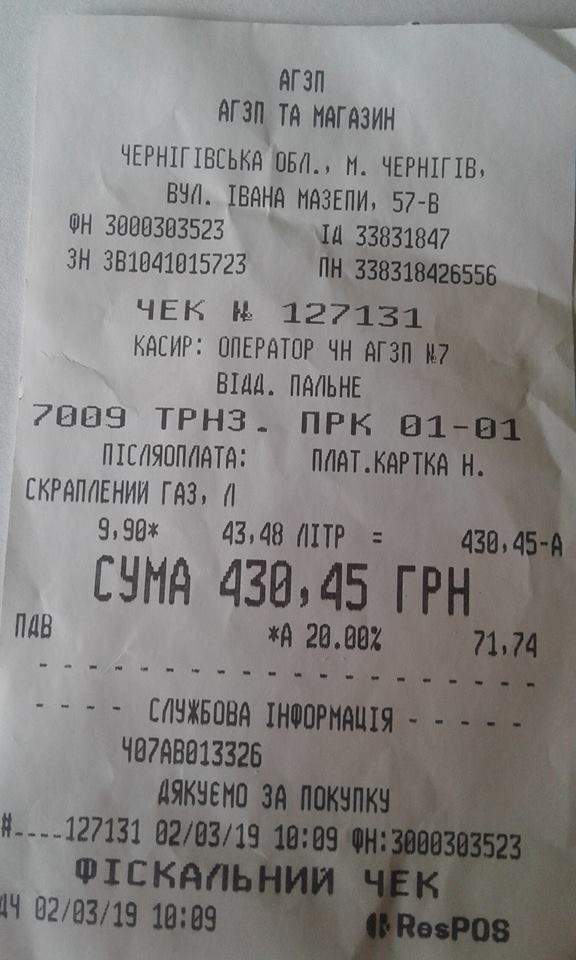 АГЗП
АГЗП ТА МАГАЗИН
ЧЕРНІГІВСЬКА ОБЛ., М. ЧЕРНІГІВ,
ВУЛ. ІВАНА МАЗЕПИ, 57-В
ФН 3000303523 ІД 33831847
ЗН ЗВ1041015723 ПН 338318426556
ЧЕК № 127131
КАСИР: ОПЕРАТОР ЧН АГЗП №7
ВІДД. ПАЛЬНЕ
7009 ТРНЗ. ПРК 01-01
ПІСЛЯОПЛАТА: ПЛАТ.КАРТКА Н.
СКРАПЛЕНИЙ ГАЗ, Л
9,90* 43,48 ЛІТР = 430,45-А
СУМА 430,45 ГРН
ПДВ *А 20.00% 71,74
- - - - - - - - - - - - - - - - - - - -
- - - - СЛУЖБОВА ІНФОРМАЦІЯ - - - - -
Ч07АВ013326
ДЯКУЄМО ЗА ПОКУПКУ
#....127131 02/03/19 10:09 ФН:3000303523
ФІСКАЛЬНИЙ ЧЕК
02/03/19 10:09 ResPOS